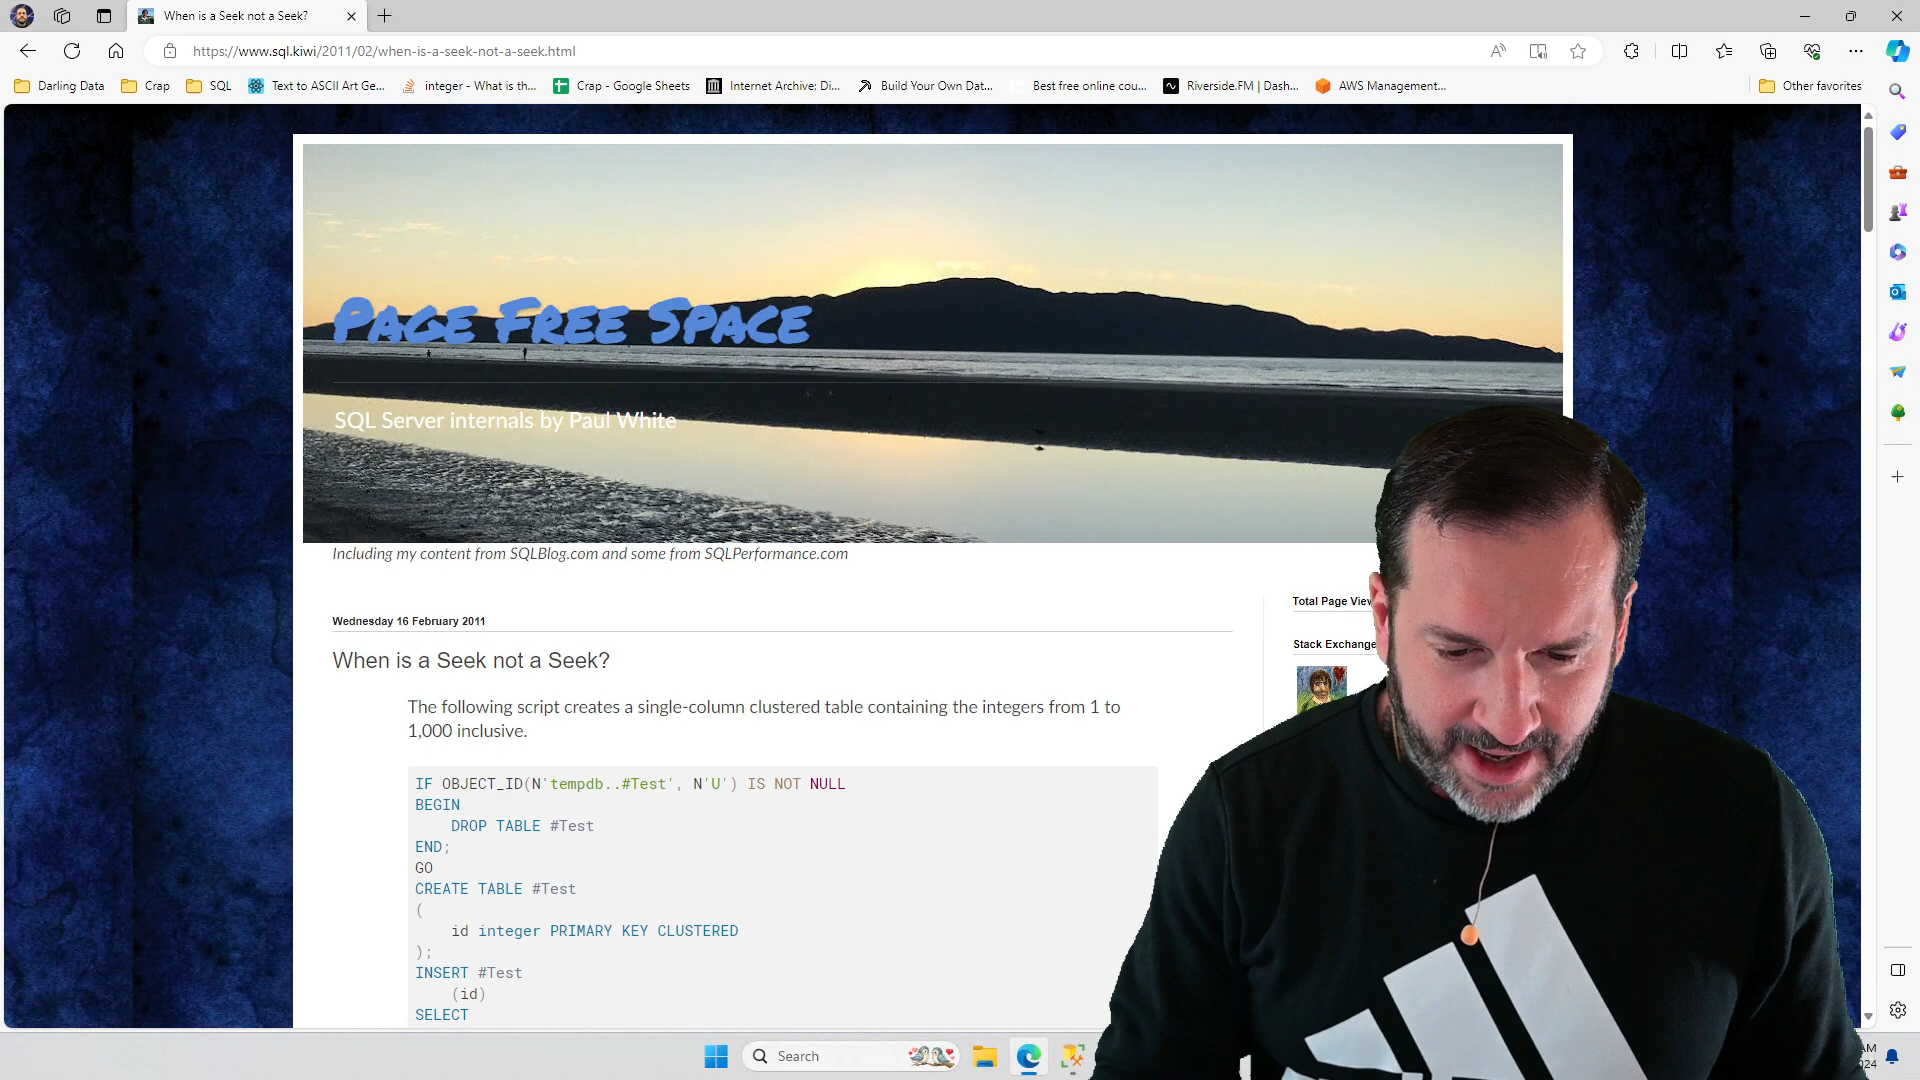 When is a Seek not a Seek?
https://www.sql.kiwi/2011/02/when-is-a-seek-not-a-seek.html
Darling Data
Crap
SQL
Text to ASCII Art Ge...
integer - What is th...
Crap - Google Sheets
Internet Archive: Di...
Build Your Own Dat...
Best free online cou...
Riverside.FM | Dash...
AWS Management...
Other favorites
Page Free Space
SQL Server internals by Paul White
Including my content from SQLBlog.com and some from SQLPerformance.com
Wednesday 16 February 2011
Total Page
Stack Exchange
When is a Seek not a Seek?
The following script creates a single-column clustered table containing the integers from 1 to
1,000 inclusive.
IF OBJECT_ID(N'tempdb..#Test', N'U') IS NOT NULL
BEGIN
DROP TABLE #Test
END;
GO
CREATE TABLE #Test
(
id integer PRIMARY KEY CLUSTERED
);
INSERT #Test
(id)
SELECT
Search